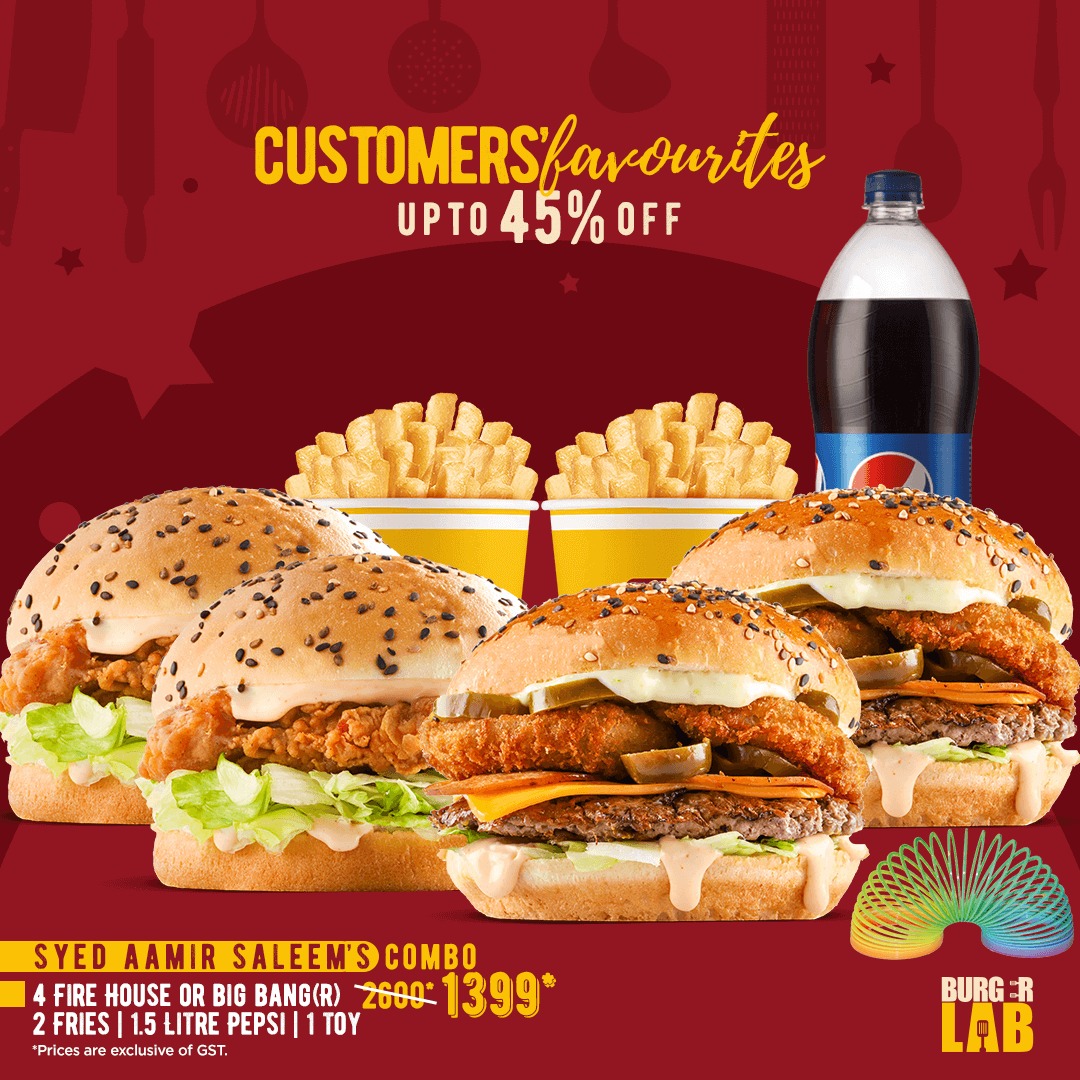 CUSTOMERS' favourites
UPTO 45% OFF
SYED AAMIR SALEEM'S COMBO
4 FIRE HOUSE OR BIG BANG(R) 2600* 1399*
2 FRIES | 1.5 LITRE PEPSI | 1 TOY
*Prices are exclusive of GST.
BURGER
LAB